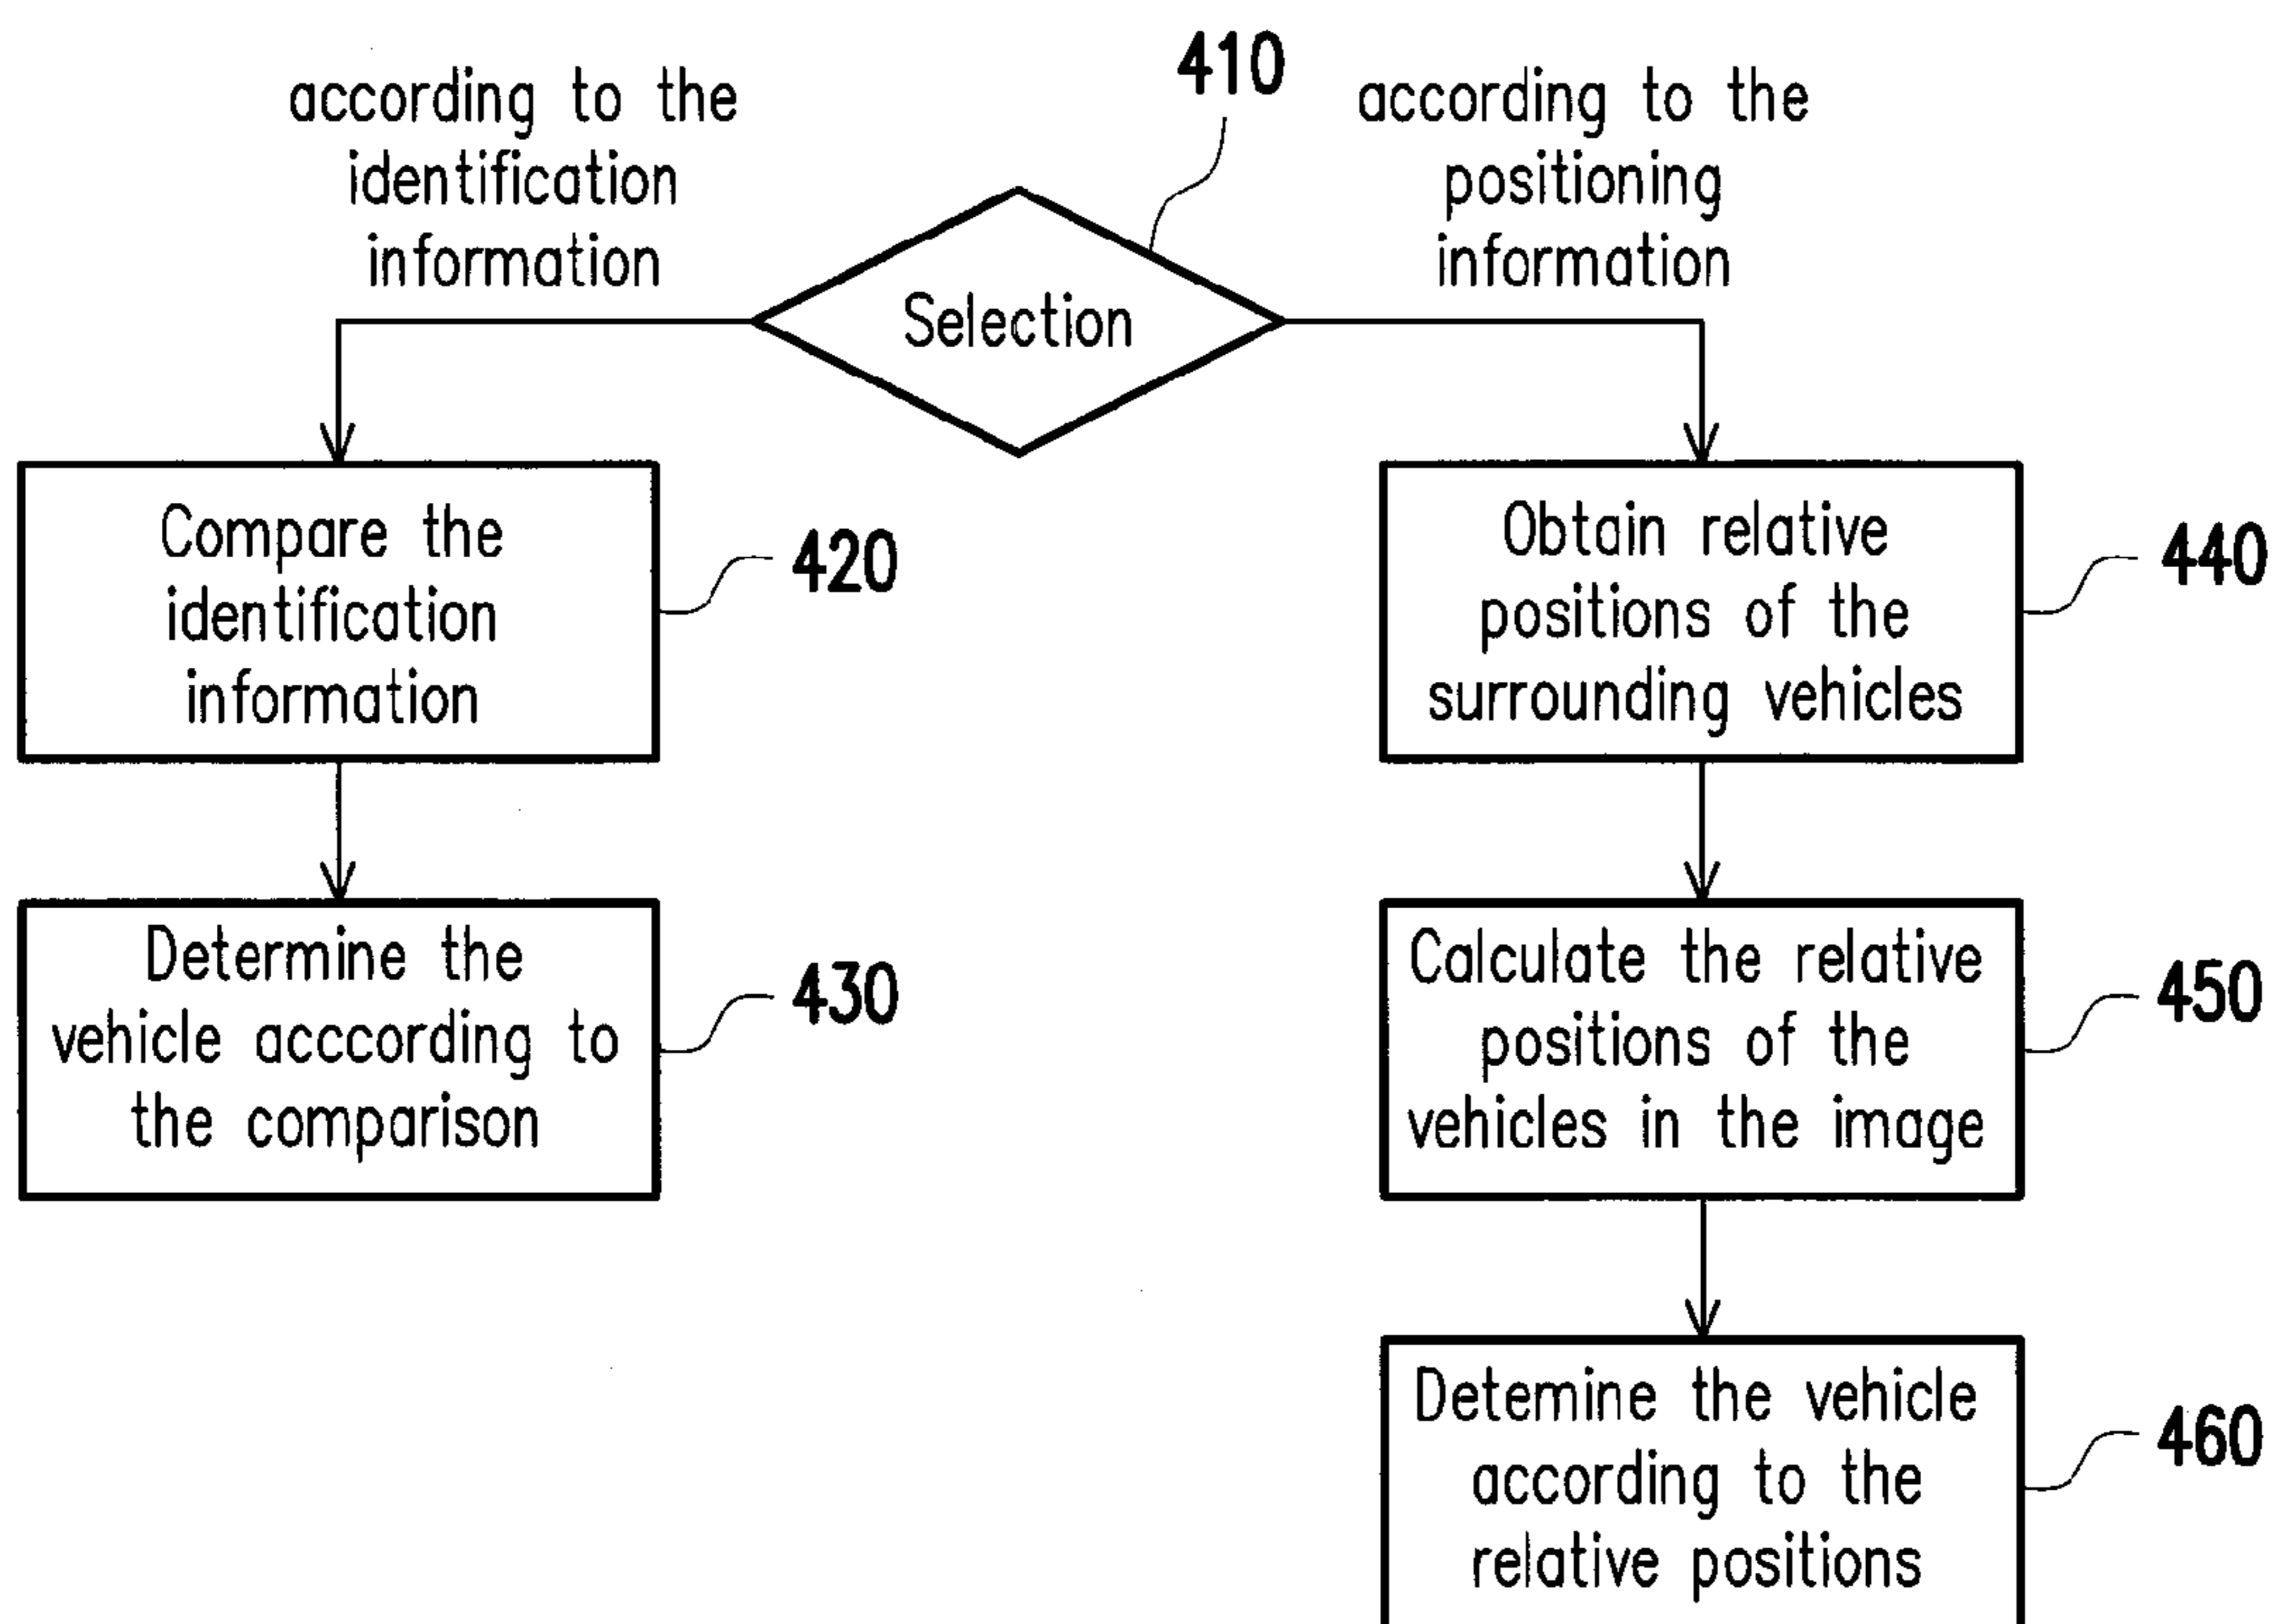 410
according to the
identification
information
according to the
positioning
information
Selection
Compare the
identification
information
420
Obtain relative
positions of the
surrounding vehicles
440
Determine the
vehicle acccording to
the comparison
430
Calculate the relative
positions of the
vehicles in the image
450
Detemine the vehicle
according to the
relative positions
460